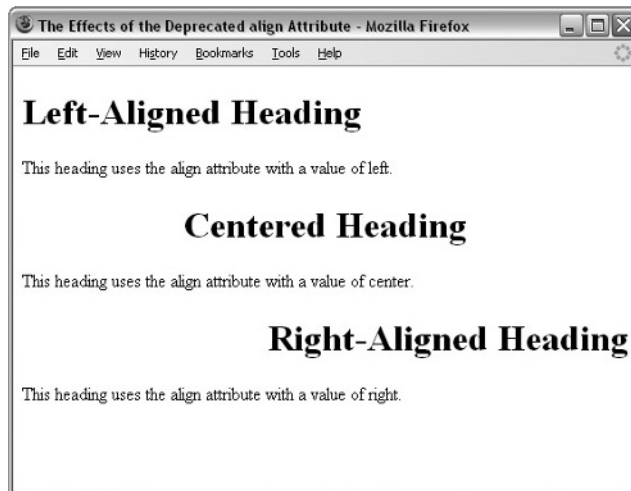 The Effects of the Deprecated align Attribute - Mozilla Firefox
File Edit View History Bookmarks Tools Help
Left-Aligned Heading
This heading uses the align attribute with a value of left.
Centered Heading
This heading uses the align attribute with a value of center.
Right-Aligned Heading
This heading uses the align attribute with a value of right.